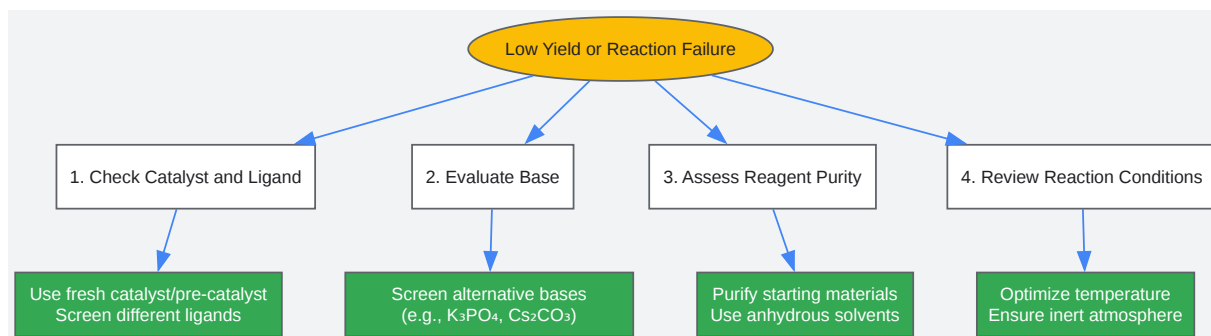 Low Yield or Reaction Failure
1. Check Catalyst and Ligand
2. Evaluate Base
3. Assess Reagent Purity
4. Review Reaction Conditions
Use fresh catalyst/pre-catalyst
Screen different ligands
Screen alternative bases
(e.g., K₃PO₄, Cs₂CO₃)
Purify starting materials
Use anhydrous solvents
Optimize temperature
Ensure inert atmosphere